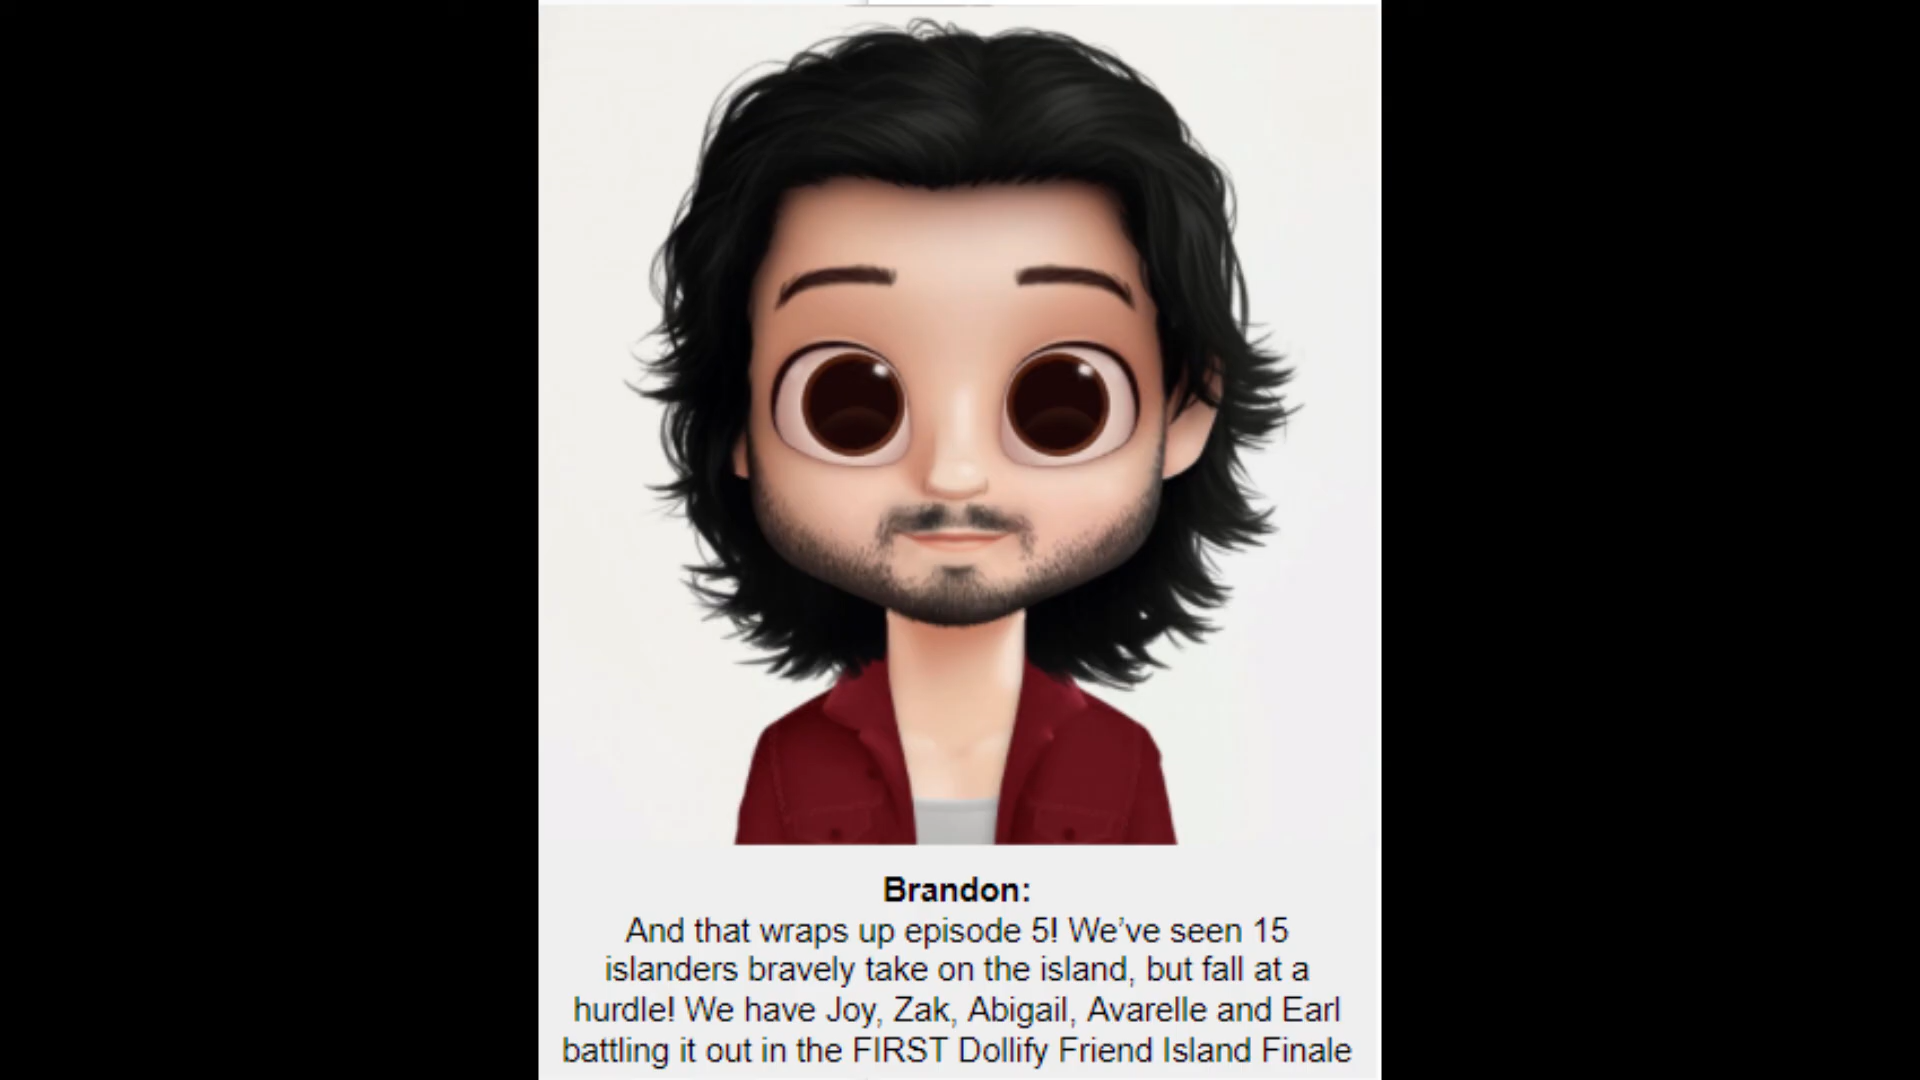 Brandon:
And that wraps up episode 5! We’ve seen 15
islanders bravely take on the island, but fall at a
hurdle! We have Joy, Zak, Abigail, Avarelle and Earl
battling it out in the FIRST Dollify Friend Island Finale